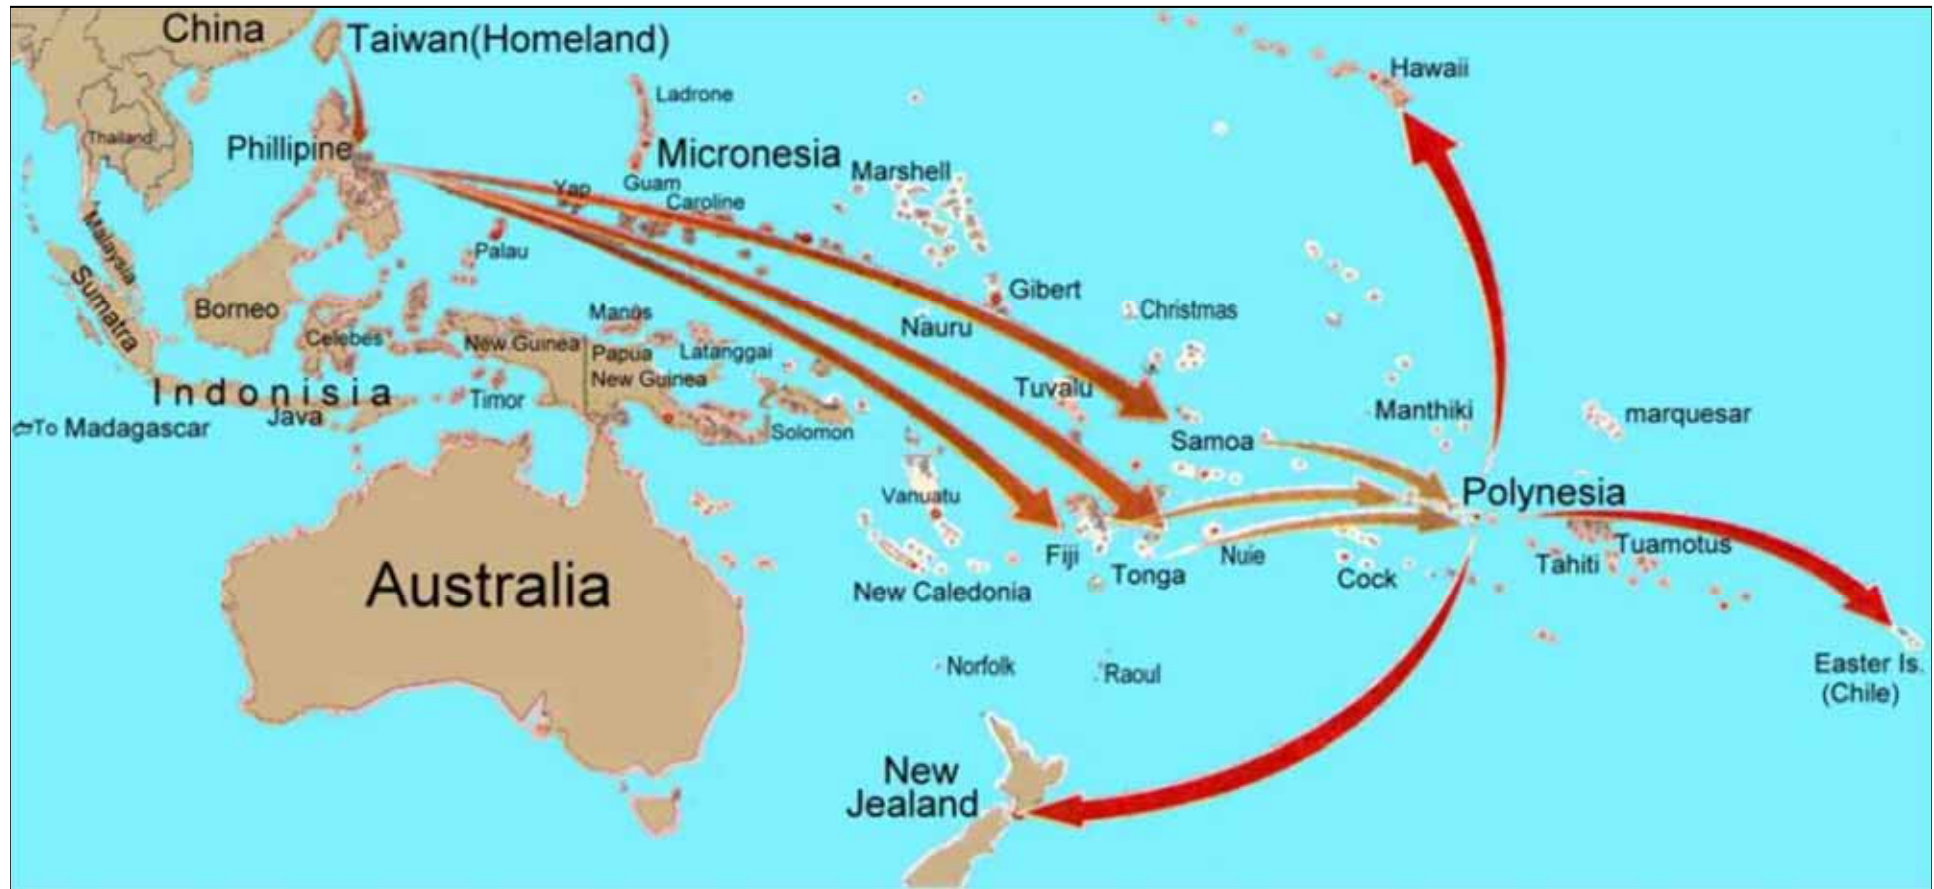 China
Taiwan(Homeland)
Hawaii
Ladrone
Thailand
Phillipine
Micronesia
Marshell
Yap
Guam
Caroline
Palau
Malaysia
Sumatra
Borneo
Gibert
Christmas
Manus
Nauru
Celebes
New Guinea
Papua
New Guinea
Latanggai
Indonisia
Timor
Java
Tuvalu
Manthiki
marquesar
⇦To Madagascar
Solomon
Samoa
Vanuatu
Polynesia
Fiji
Tonga
Nuie
Cock
Tahiti
Tuamotus
Australia
New Caledonia
Norfolk
Raoul
Easter Is.
(Chile)
New
Jealand